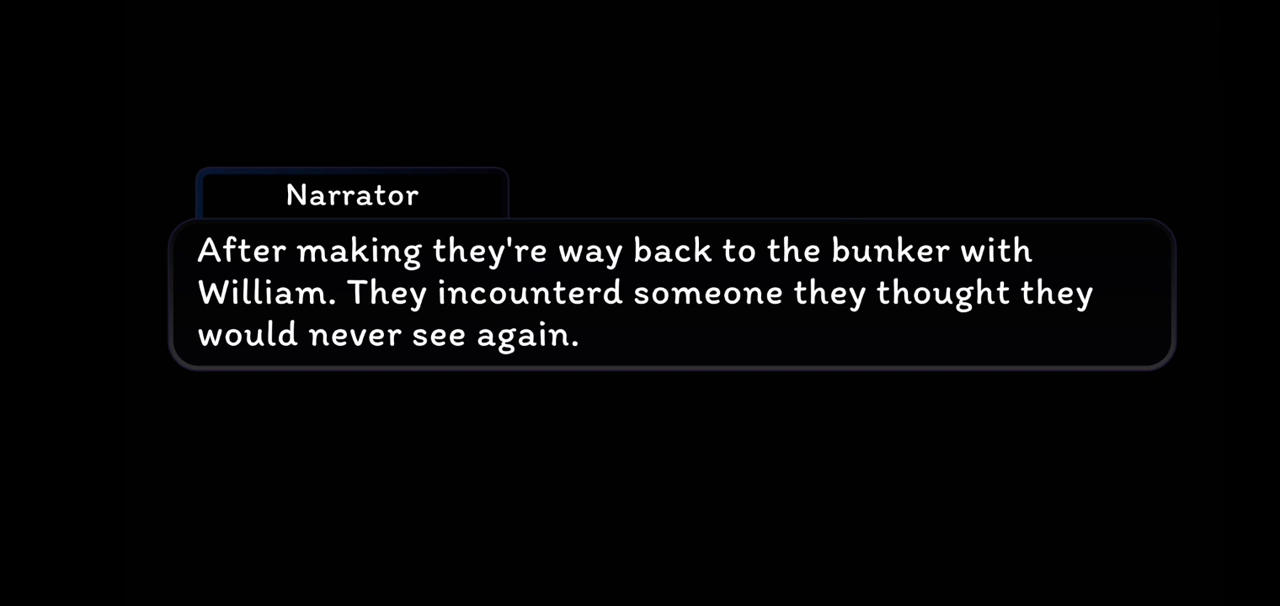 Narrator
After making they're way back to the bunker with
William. They incounterd someone they thought they
would never see again.